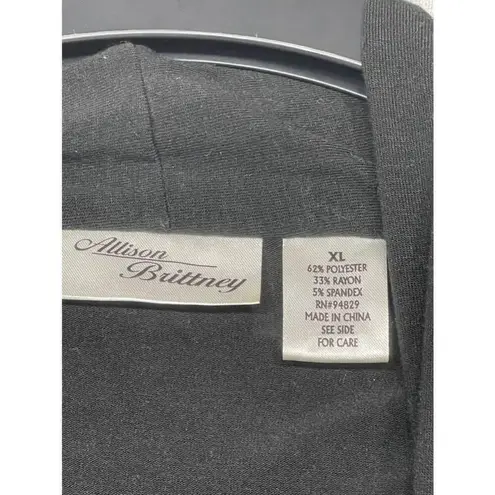 Allison
Brittney
XL
62% POLYESTER
33% RAYON
5% SPANDEX
RN#94829
MADE IN CHINA
SEE SIDE
FOR CARE